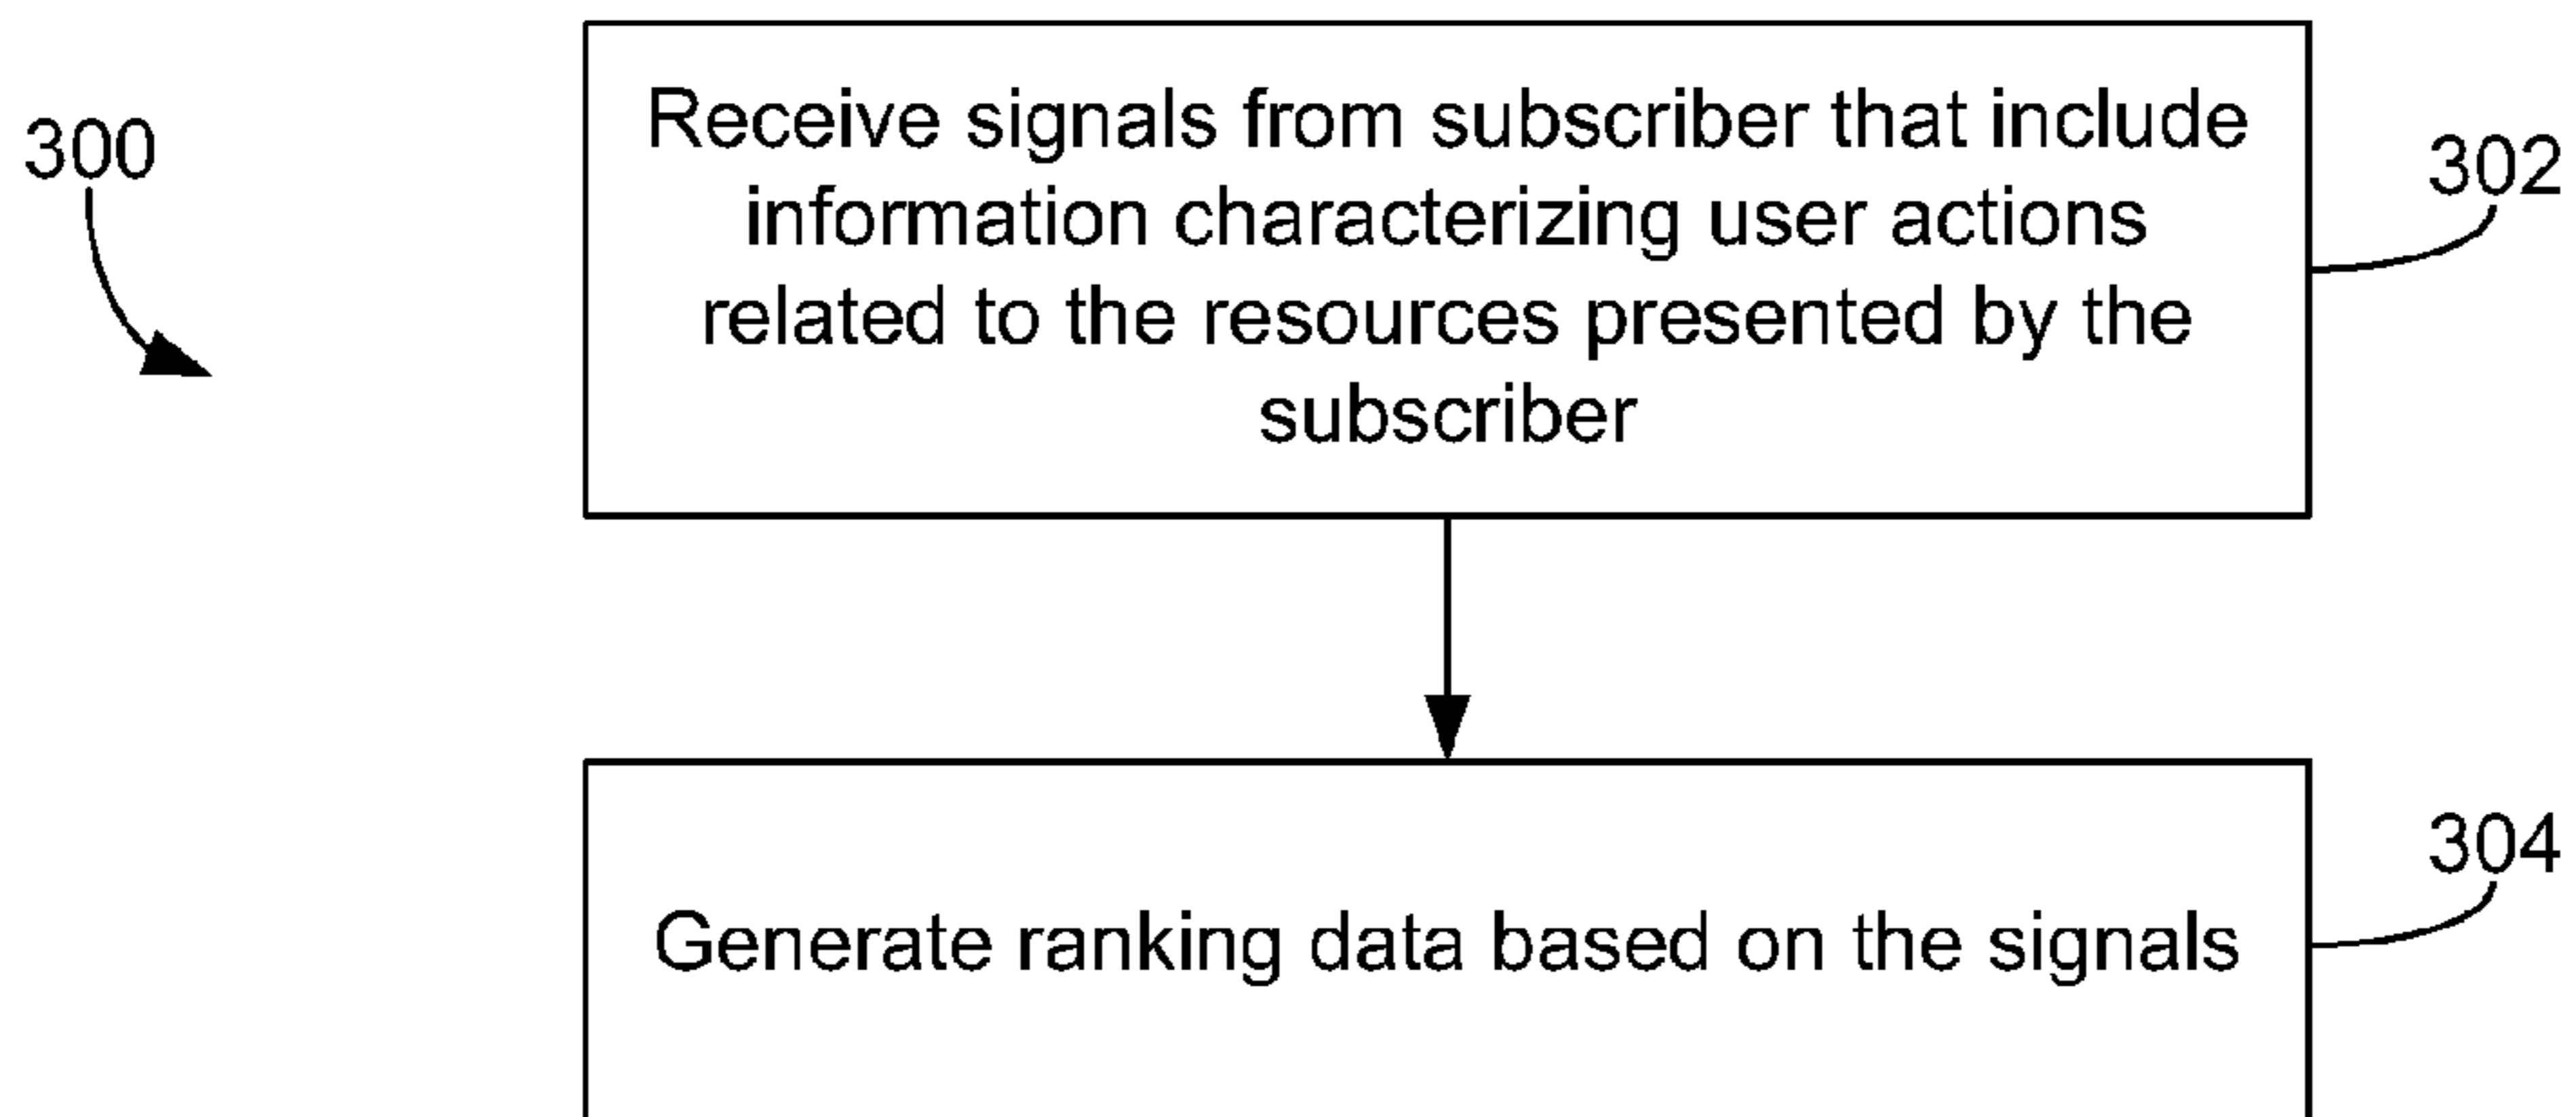 300
Receive signals from subscriber that include
information characterizing user actions
related to the resources presented by the
subscriber
302
Generate ranking data based on the signals
304